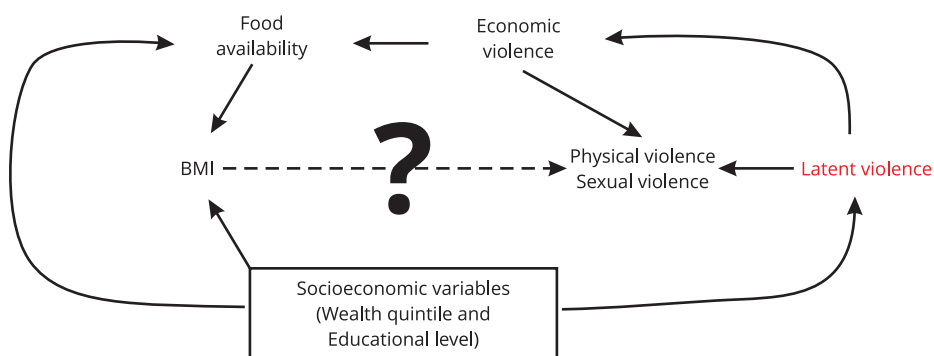 Food
availability
Economic
violence
BMI
?
Physical violence
Sexual violence
Latent violence
Socioeconomic variables
(Wealth quintile and
Educational level)